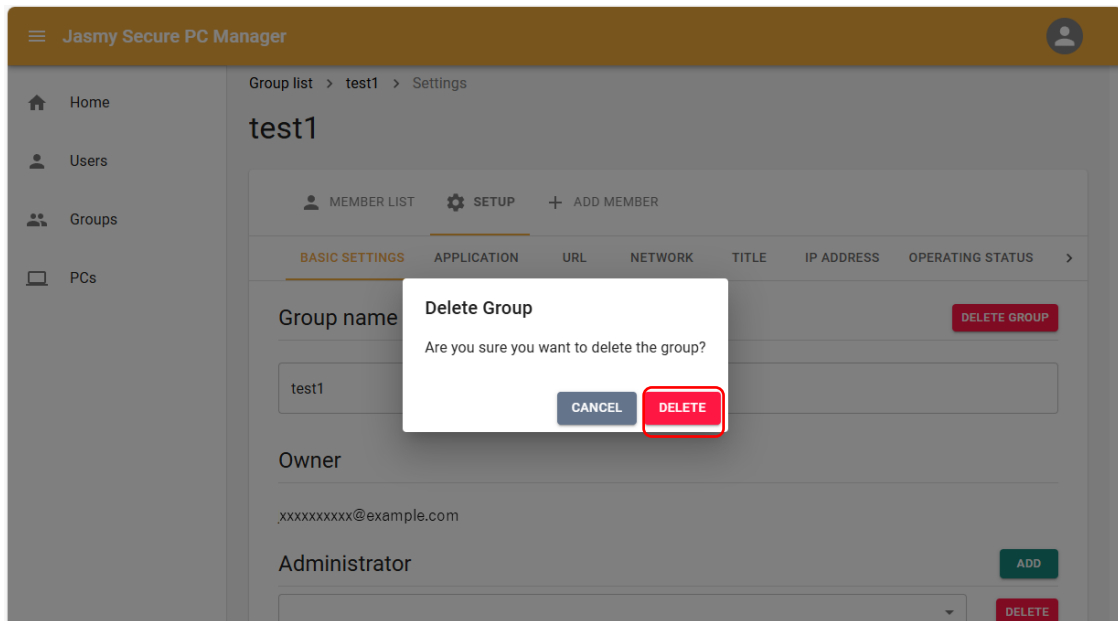 Jasmy Secure PC Manager
Home
Users
Groups
PCs
Group list > test1 > Settings
test1
MEMBER LIST SETUP + ADD MEMBER
BASIC SETTINGS APPLICATION URL NETWORK TITLE IP ADDRESS OPERATING STATUS >
Group name DELETE GROUP
test1
Delete Group
Are you sure you want to delete the group?
CANCEL DELETE
Owner
xxxxxxxxxx@example.com
Administrator ADD
DELETE